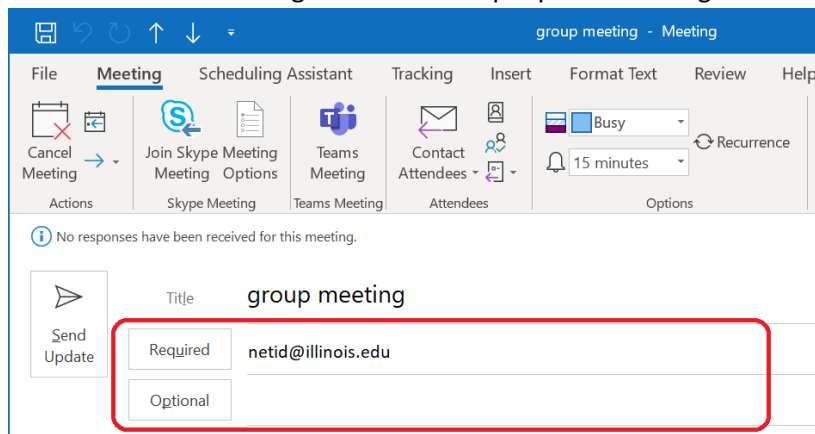 group meeting - Meeting
File Meeting Scheduling Assistant Tracking Insert Format Text Review Help
Cancel Meeting
Join Skype Meeting
Meeting Options
Teams Meeting
Contact Attendees
Busy
15 minutes
Recurrence
Actions Skype Meeting Teams Meeting Attendees Options
No responses have been received for this meeting.
Send Update
Title group meeting
Required netid@illinois.edu
Optional